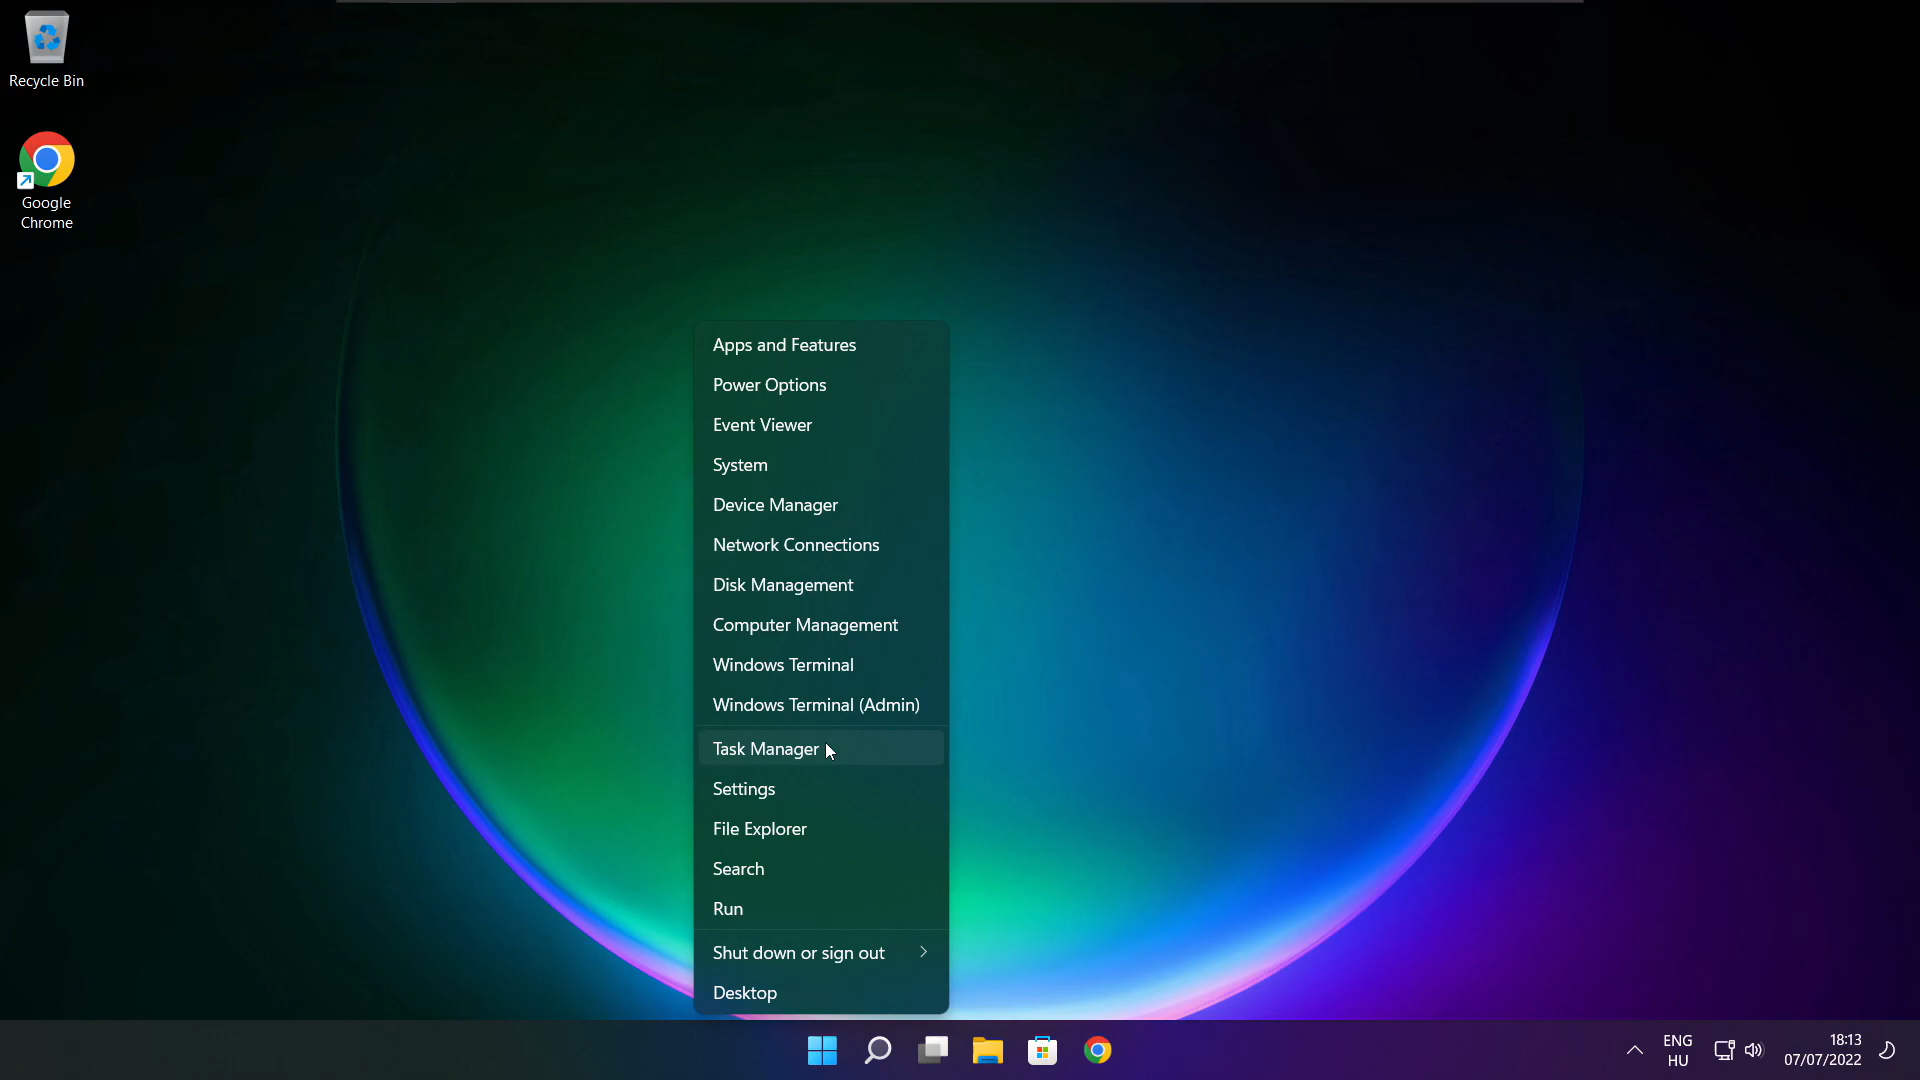 Recycle Bin
Google
Chrome
Apps and Features
Power Options
Event Viewer
System
Device Manager
Network Connections
Disk Management
Computer Management
Windows Terminal
Windows Terminal (Admin)
Task Manager
Settings
File Explorer
Search
Run
Shut down or sign out
Desktop
ENG
HU
18:13
07/07/2022